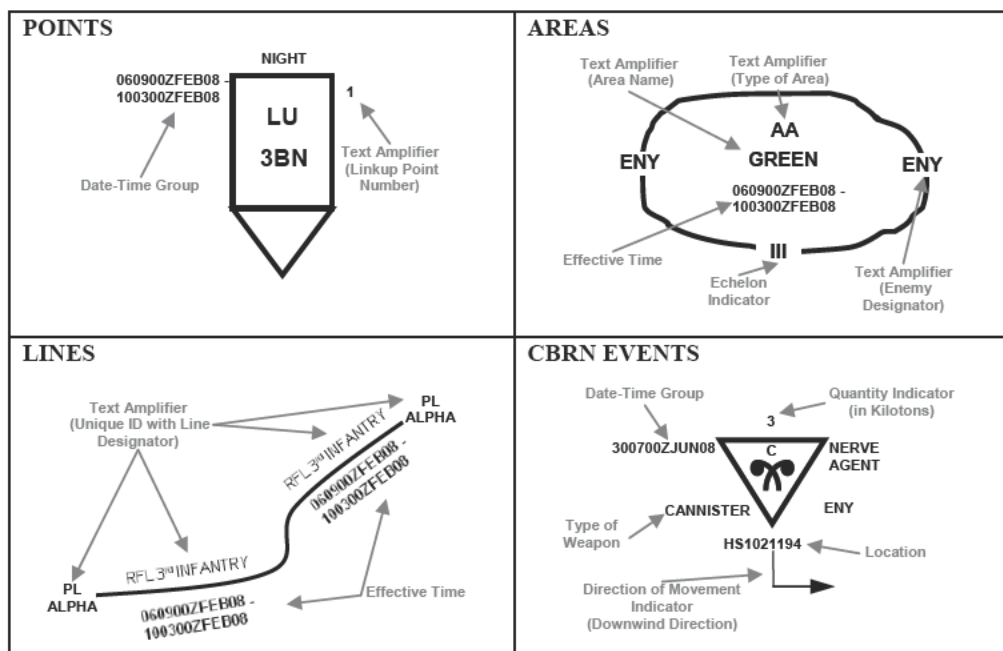 POINTS
NIGHT
060900ZFEB08 -
100300ZFEB08
1
LU
3BN
Date-Time Group
Text Amplifier
(Linkup Point
Number)
AREAS
Text Amplifier
(Area Name)
Text Amplifier
(Type of Area)
AA
GREEN
ENY
ENY
060900ZFEB08 -
100300ZFEB08
Effective Time
III
Echelon
Indicator
Text Amplifier
(Enemy
Designator)
LINES
Text Amplifier
(Unique ID with Line
Designator)
PL
ALPHA
RFL 3rd INFANTRY
060900ZFEB08 -
100300ZFEB08
RFL 3rd INFANTRY
PL
ALPHA
060900ZFEB08 -
100300ZFEB08
Effective Time
CBRN EVENTS
Date-Time Group
Quantity Indicator
(in Kilotons)
3
300700ZJUN08
C
NERVE
AGENT
CANNISTER
ENY
Type of
Weapon
HS1021194
Location
Direction of Movement
Indicator
(Downwind Direction)